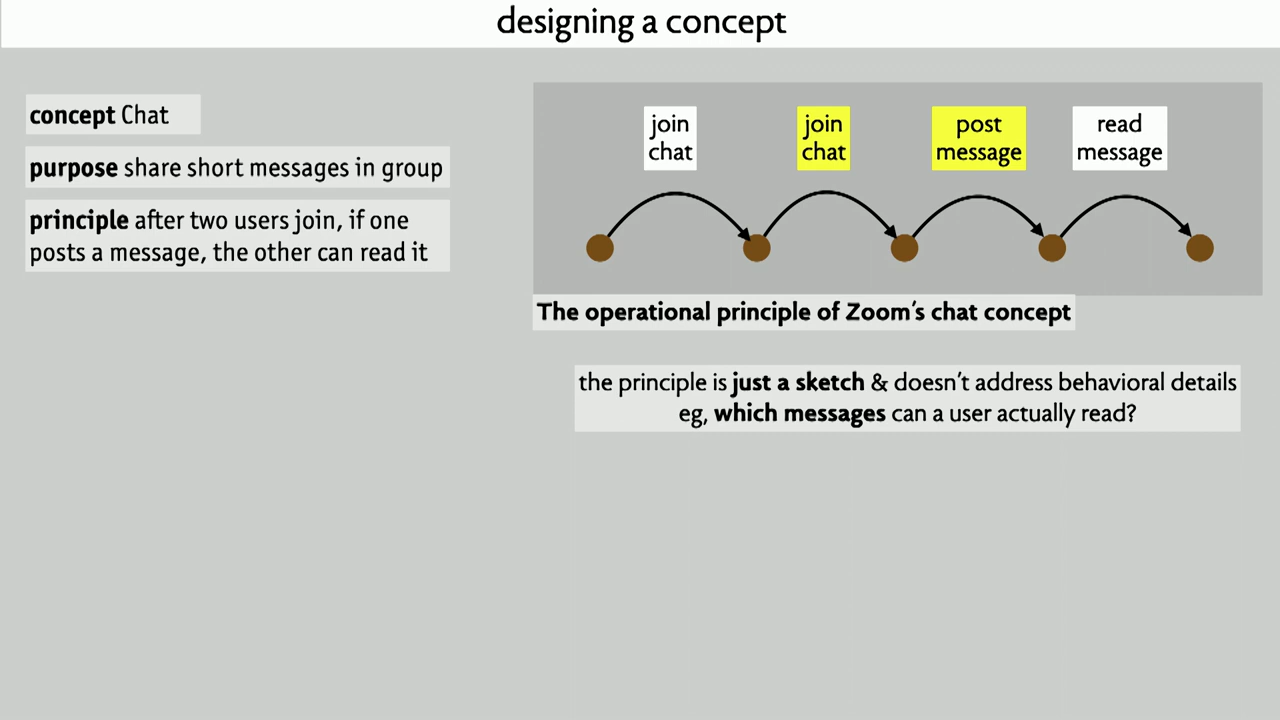 designing a concept
concept Chat
purpose share short messages in group
principle after two users join, if one
posts a message, the other can read it
join
chat
join
chat
post
message
read
message
The operational principle of Zoom's chat concept
the principle is just a sketch & doesn't address behavioral details
eg, which messages can a user actually read?